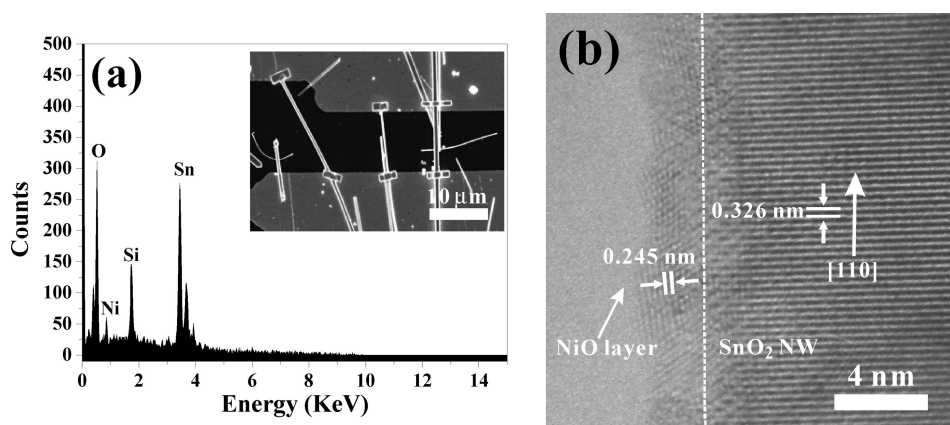 (a)
500
450
400
350
300
250
200
150
100
50
0
Counts
O
Ni
Si
Sn
10 μm
0
2
4
6
8
10
12
14
Energy (KeV)
(b)
0.326 nm
0.245 nm
[110]
NiO layer
SnO₂ NW
4 nm